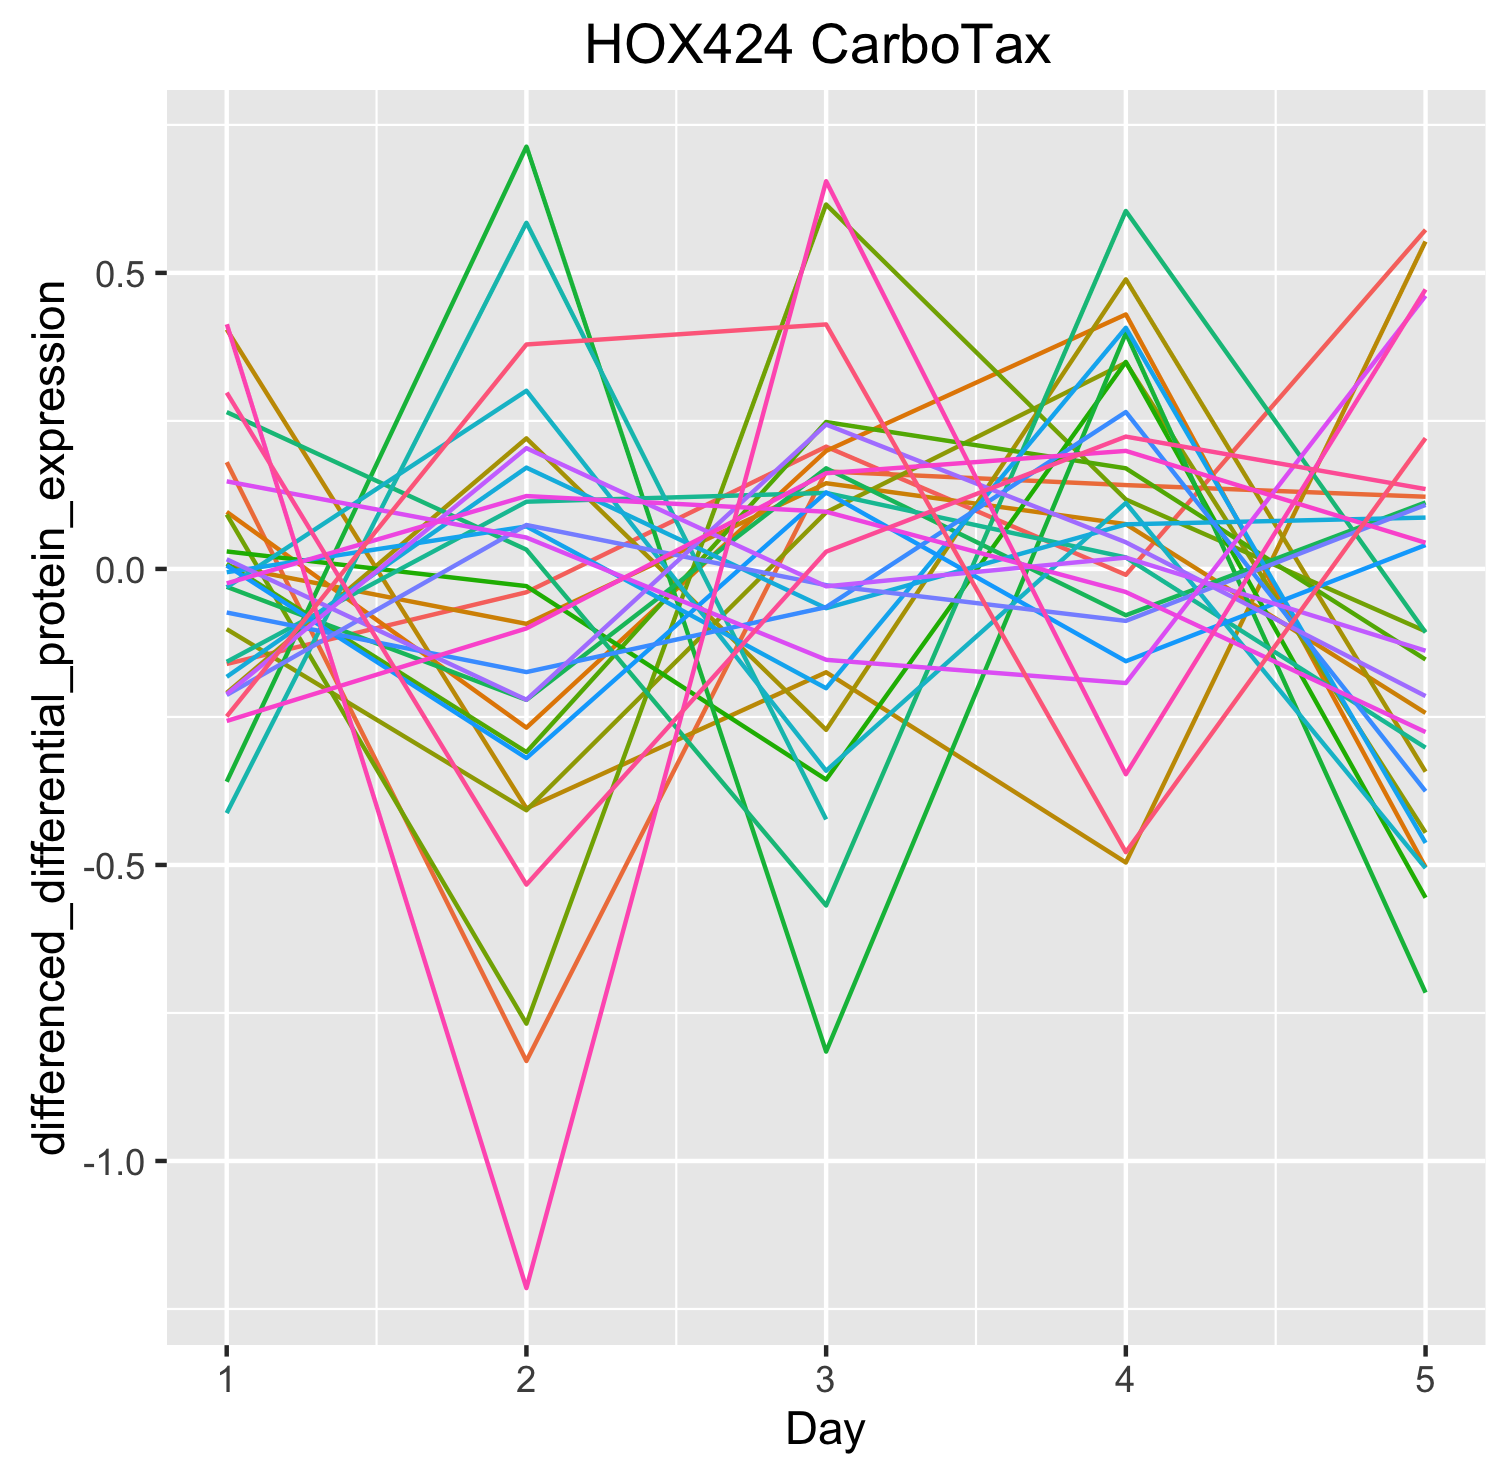 HOX424 CarboTax
differenced_differential_protein_expression
0.5
0.0
-0.5
-1.0
1 2 3 4 5
Day